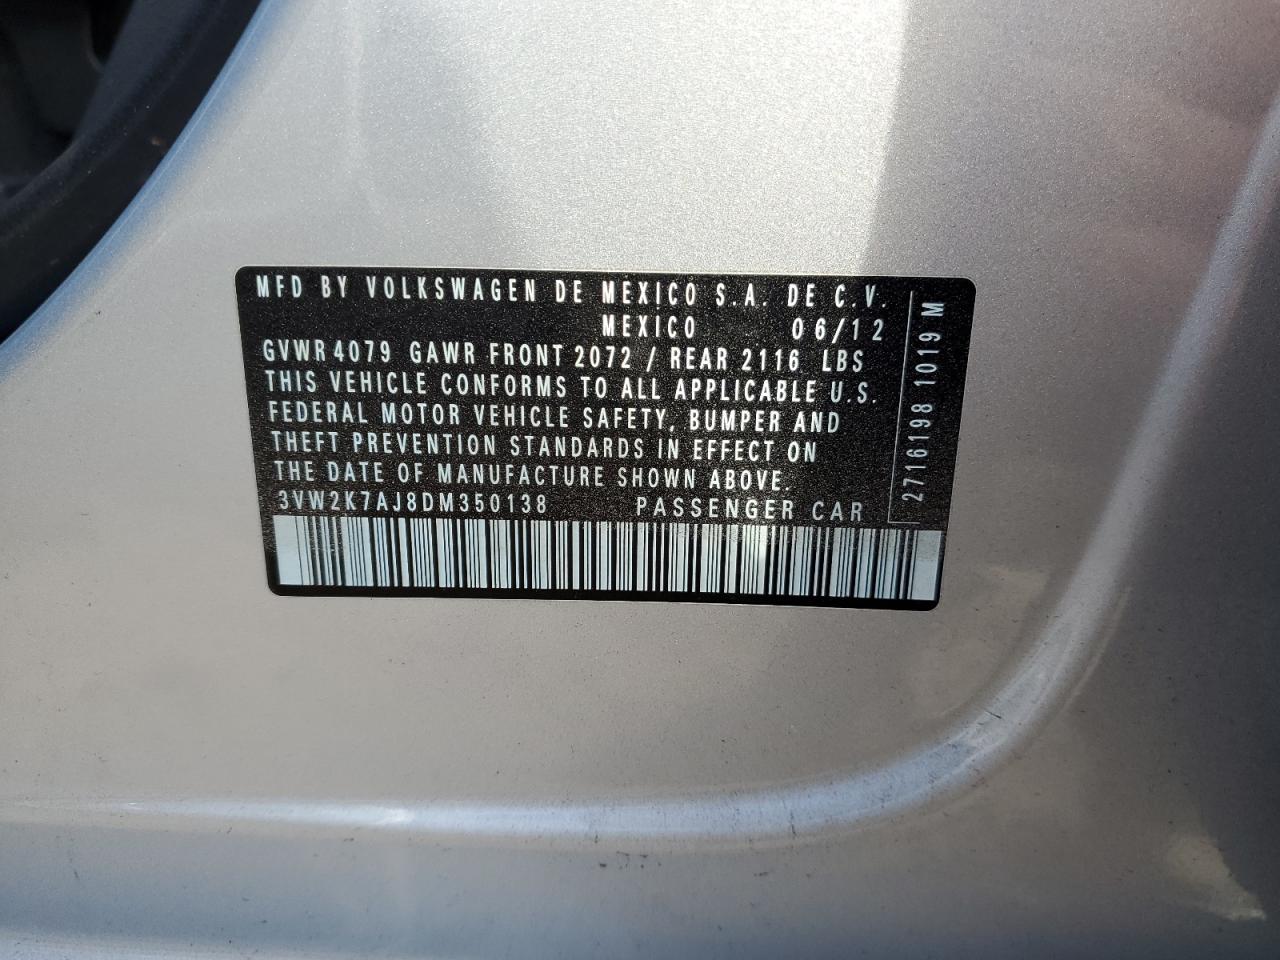 MFD BY VOLKSWAGEN DE MEXICO S.A. DE C.V.
MEXICO 06/12
GVWR 4079 GAWR FRONT 2072 / REAR 2116 LBS
THIS VEHICLE CONFORMS TO ALL APPLICABLE U.S.
FEDERAL MOTOR VEHICLE SAFETY, BUMPER AND
THEFT PREVENTION STANDARDS IN EFFECT ON
THE DATE OF MANUFACTURE SHOWN ABOVE.
3VW2K7AJ8DM350138 PASSENGER CAR
2716198 1019 M